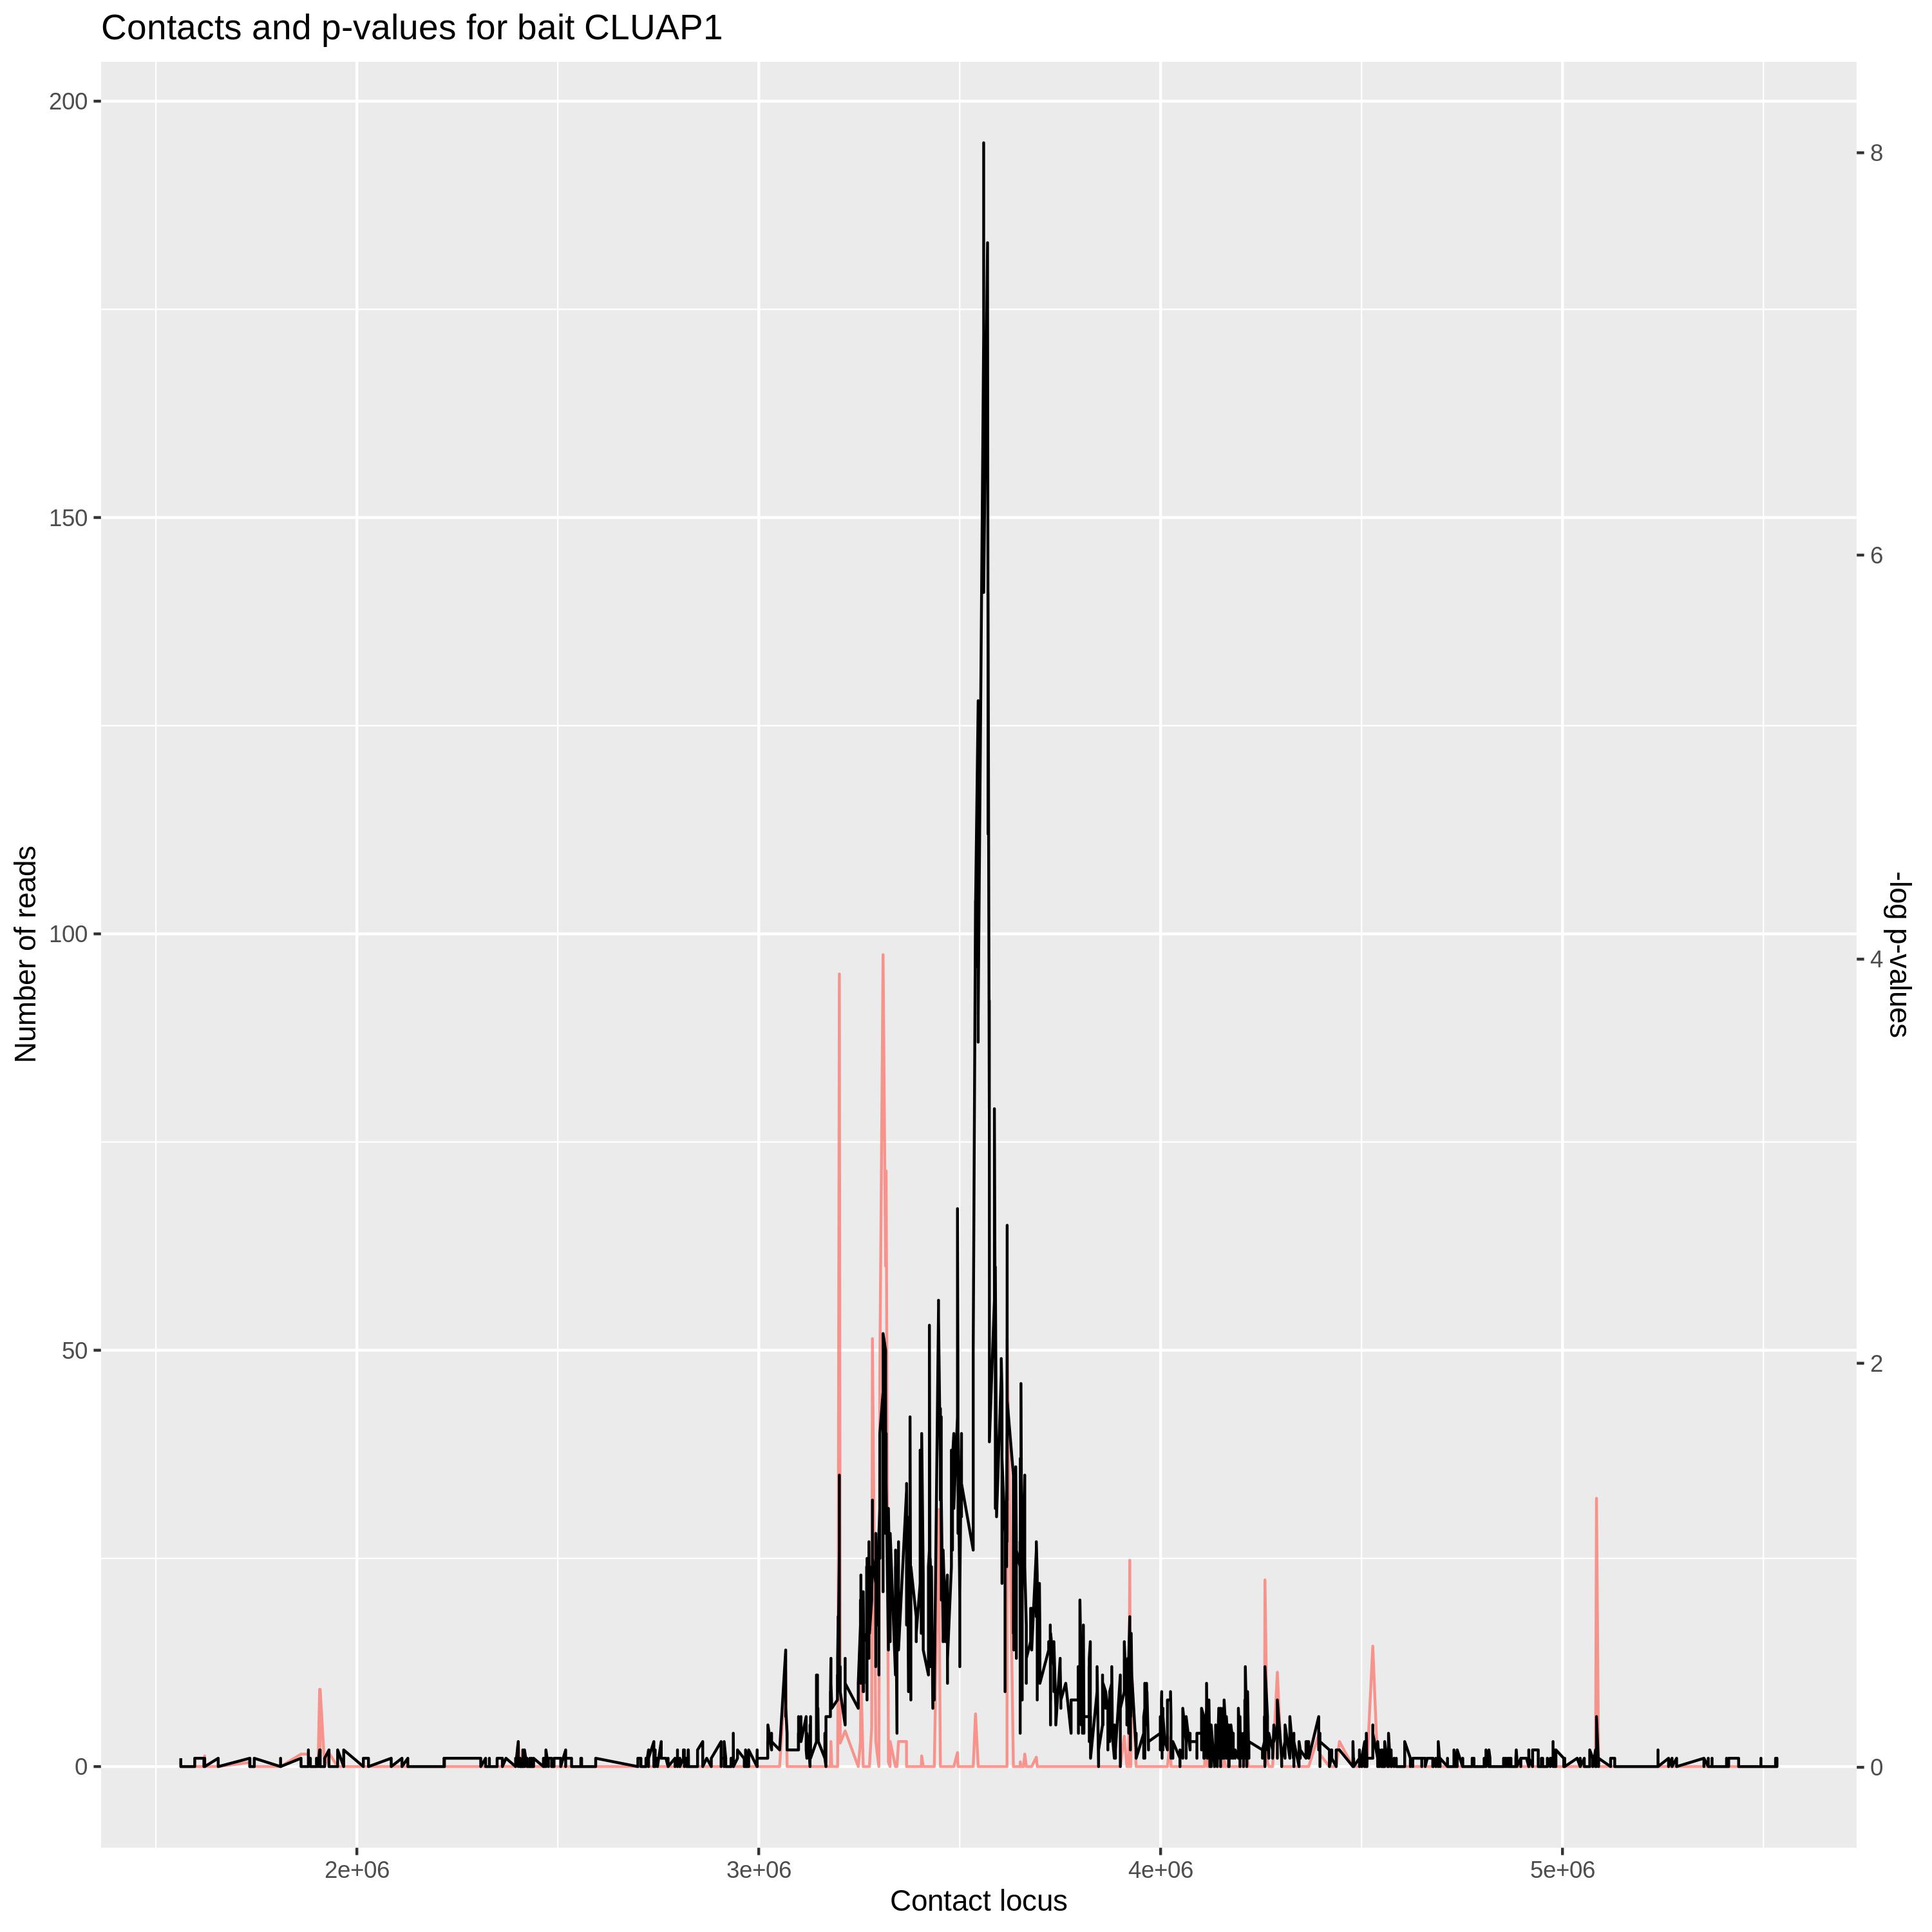 Contacts and p-values for bait CLUAP1
200
150
100
50
0
8
6
4
2
0
Number of reads
-log p-values
2e+06
3e+06
4e+06
5e+06
Contact locus